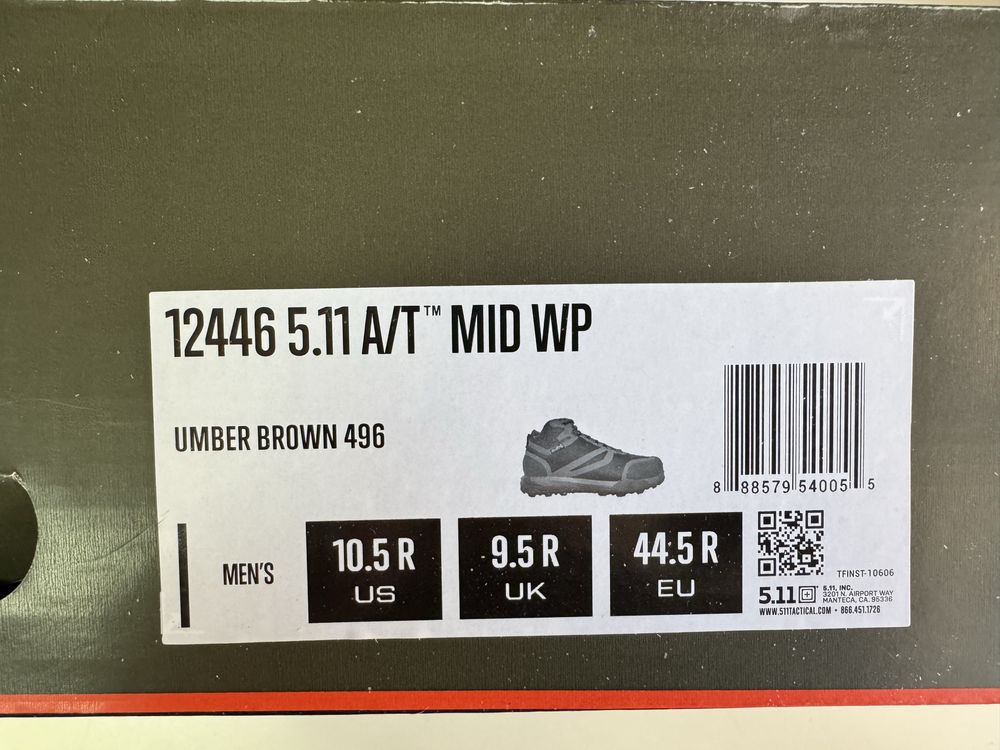 12446 5.11 A/T™ MID WP
UMBER BROWN 496
8 88579 54005 5
MEN'S
10.5 R
US
9.5 R
UK
44.5 R
EU
TFINST-10606
5.11
5.11, INC.
3201 N. AIRPORT WAY
MANTECA, CA. 95336
WWW.511TACTICAL.COM • 866.451.1726